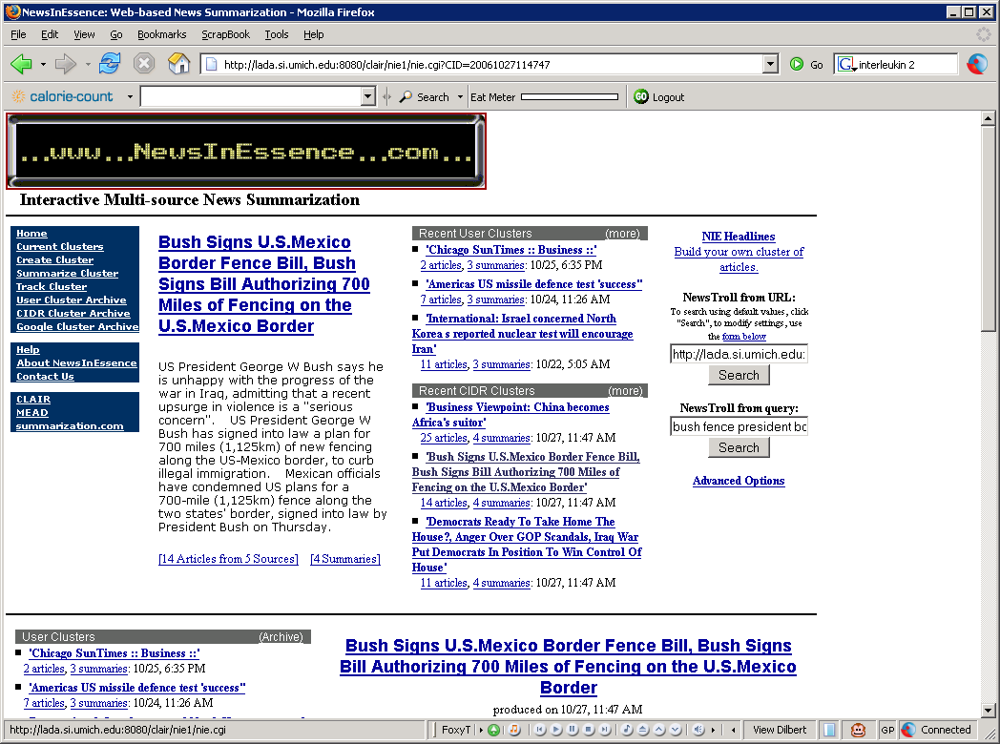 NewsInEssence: Web-based News Summarization - Mozilla Firefox
File Edit View Go Bookmarks ScrapBook Tools Help
http://lada.si.umich.edu:8080/clair/nie1/nie.cgi?CID=20061027114747 Go interleukin 2
calorie-count Search Eat Meter GO Logout
...www...NewsInEssence...com...
Interactive Multi-source News Summarization
Home
Current Clusters
Create Cluster
Summarize Cluster
Track Cluster
User Cluster Archive
CIDR Cluster Archive
Google Cluster Archive
Help
About NewsInEssence
Contact Us
CLAIR
MEAD
summarization.com
Bush Signs U.S.Mexico
Border Fence Bill, Bush
Signs Bill Authorizing 700
Miles of Fencing on the
U.S.Mexico Border
US President George W Bush says he
is unhappy with the progress of the
war in Iraq, admitting that a recent
upsurge in violence is a "serious
concern". US President George W
Bush has signed into law a plan for
700 miles (1,125km) of new fencing
along the US-Mexico border, to curb
illegal immigration. Mexican officials
have condemned US plans for a
700-mile (1,125km) fence along the
two states' border, signed into law by
President Bush on Thursday.
[14 Articles from 5 Sources] [4 Summaries]
Recent User Clusters (more)
'Chicago SunTimes :: Business ::'
2 articles, 3 summaries: 10/25, 6:35 PM
'Americas US missile defence test 'success''
7 articles, 3 summaries: 10/24, 11:26 AM
'International: Israel concerned North
Korea s reported nuclear test will encourage
Iran'
11 articles, 3 summaries: 10/22, 5:05 AM
Recent CIDR Clusters (more)
'Business Viewpoint: China becomes
Africa's suitor'
25 articles, 4 summaries: 10/27, 11:47 AM
'Bush Signs U.S.Mexico Border Fence Bill,
Bush Signs Bill Authorizing 700 Miles of
Fencing on the U.S.Mexico Border'
14 articles, 4 summaries: 10/27, 11:47 AM
'Democrats Ready To Take Home The
House?, Anger Over GOP Scandals, Iraq War
Put Democrats In Position To Win Control Of
House'
11 articles, 4 summaries: 10/27, 11:47 AM
NIE Headlines
Build your own cluster of
articles.
NewsTroll from URL:
To search using default values, click
"Search", to modify settings, use
the form below
http://lada.si.umich.edu:
Search
NewsTroll from query:
bush fence president bo
Search
Advanced Options
User Clusters (Archive)
'Chicago SunTimes :: Business ::'
2 articles, 3 summaries: 10/25, 6:35 PM
'Americas US missile defence test 'success''
7 articles, 3 summaries: 10/24, 11:26 AM
Bush Signs U.S.Mexico Border Fence Bill, Bush Signs
Bill Authorizing 700 Miles of Fencing on the U.S.Mexico
Border
produced on 10/27, 11:47 AM
http://lada.si.umich.edu:8080/clair/nie1/nie.cgi FoxyT View Dilbert GP Connected